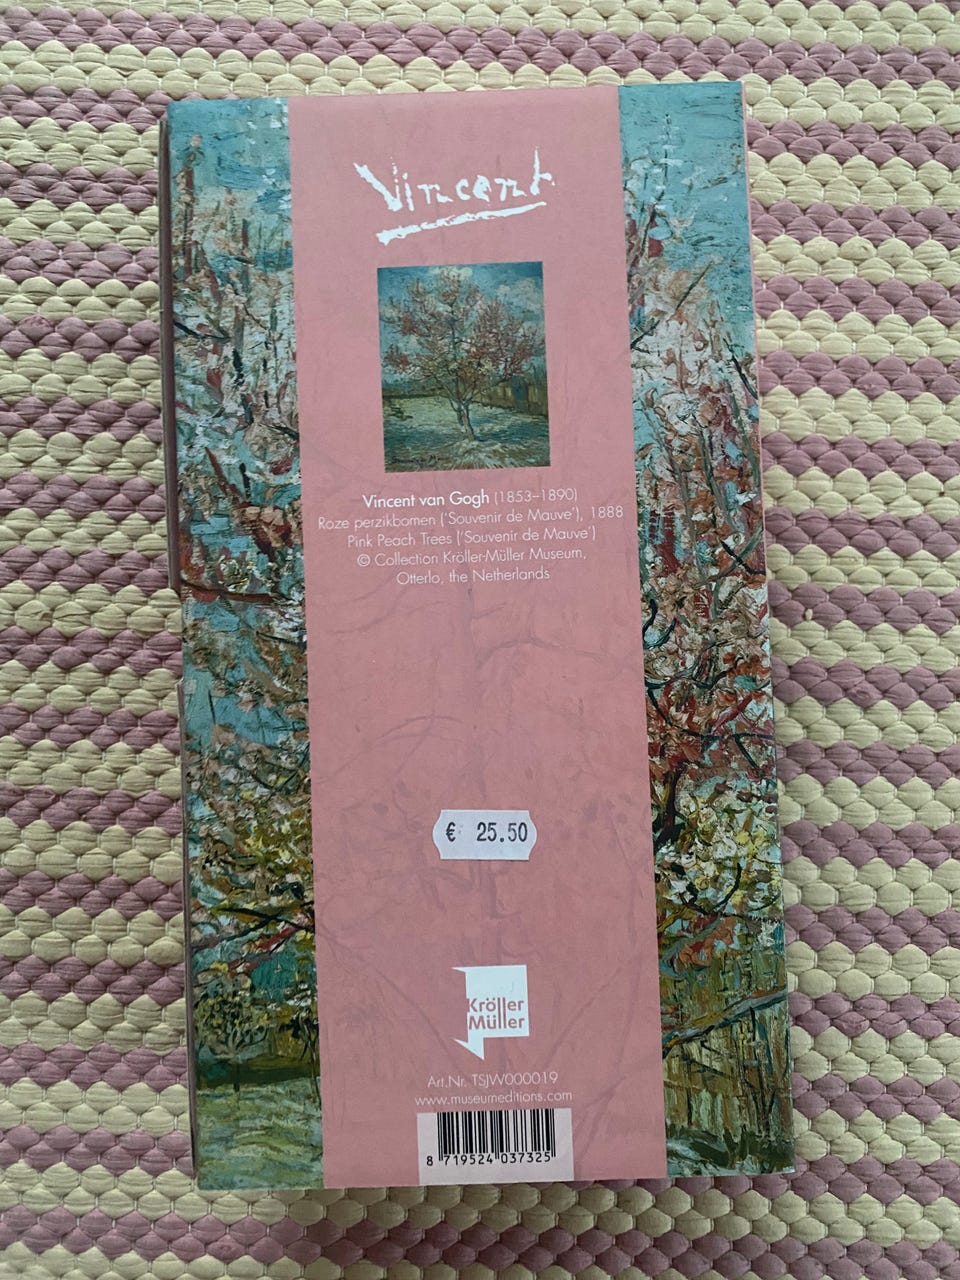 Vincent
Vincent van Gogh (1853–1890)
Roze perzikbomen (‘Souvenir de Mauve’), 1888
Pink Peach Trees (‘Souvenir de Mauve’)
© Collection Kröller-Müller Museum,
Otterlo, the Netherlands
€ 25.50
Kröller
Müller
Art.Nr. TSJW000019
www.museumeditions.com
8 719524 037325